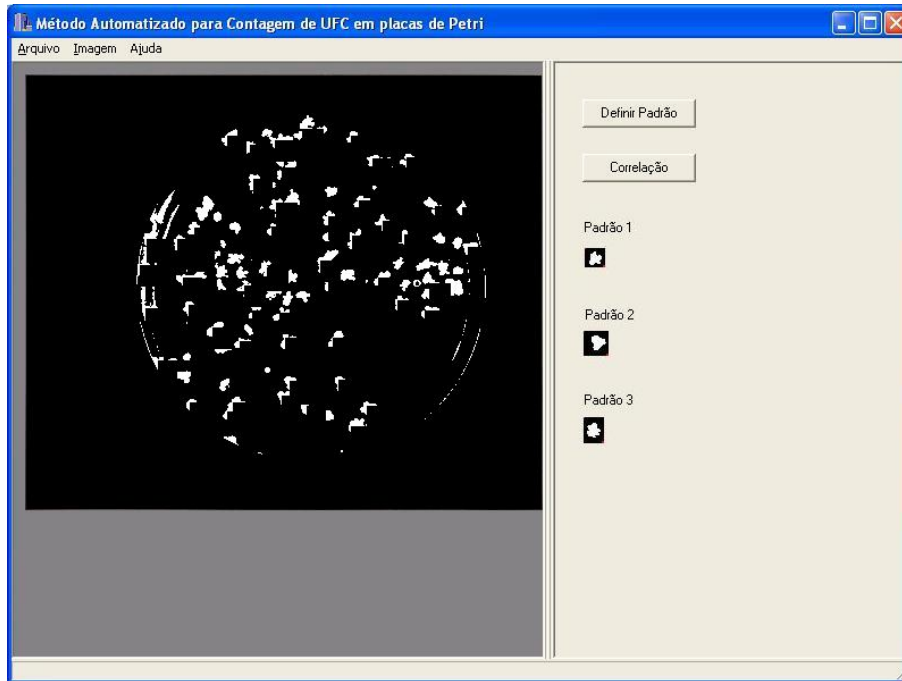 Método Automatizado para Contagem de UFC em placas de Petri
Arquivo Imagem Ajuda
Definir Padrão
Correlação
Padrão 1
Padrão 2
Padrão 3